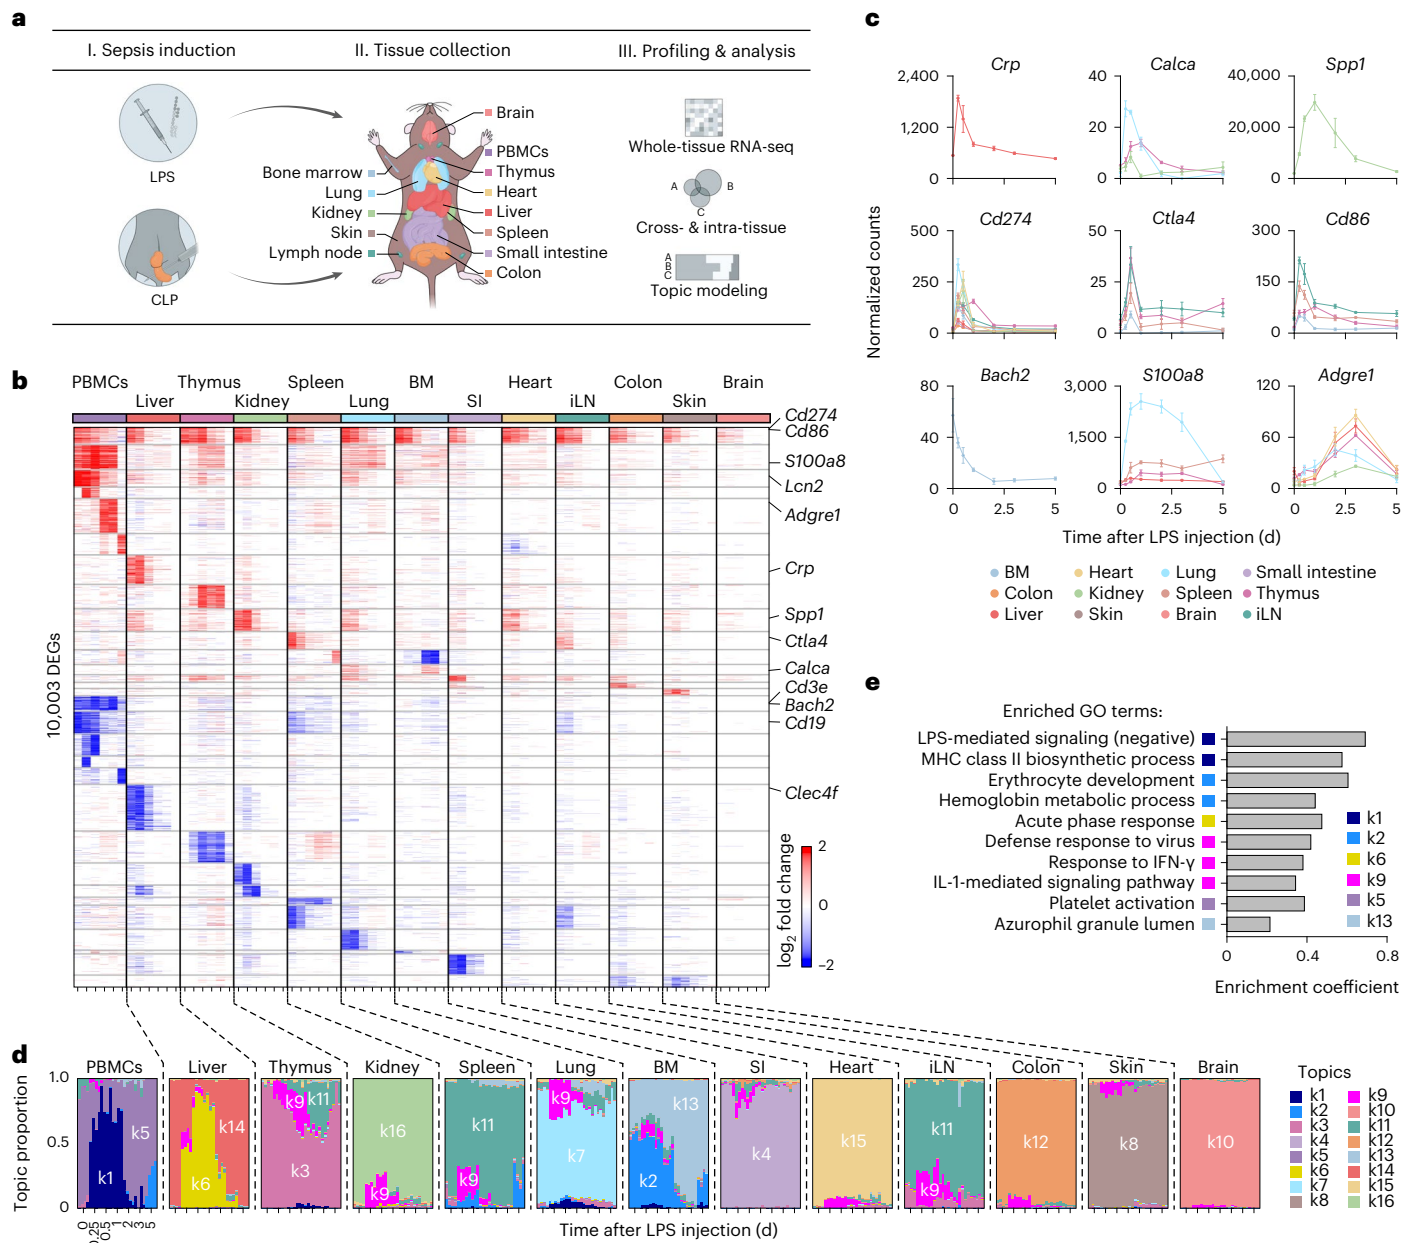 a
I. Sepsis induction
II. Tissue collection
III. Profiling & analysis
LPS
CLP
Brain
PBMCs
Thymus
Heart
Liver
Spleen
Small intestine
Colon
Bone marrow
Lung
Kidney
Skin
Lymph node
Whole-tissue RNA-seq
A
B
C
Cross- & intra-tissue
A
B
C
Topic modeling
b
PBMCs Thymus Spleen BM Heart Colon Brain
Liver Kidney Lung SI iLN Skin
10,003 DEGs
Cd274
Cd86
S100a8
Lcn2
Adgre1
Crp
Spp1
Ctla4
Calca
Cd3e
Bach2
Cd19
Clec4f
log2 fold change
2
0
−2
c
Normalized counts
Crp
2,400
1,200
0
Calca
40
20
0
Spp1
40,000
20,000
0
Cd274
500
250
0
Ctla4
50
25
0
Cd86
300
150
0
Bach2
80
40
0
0 2.5 5
S100a8
3,000
1,500
0
0 2.5 5
Adgre1
120
60
0
0 2.5 5
Time after LPS injection (d)
BM Heart Lung Small intestine
Colon Kidney Spleen Thymus
Liver Skin Brain iLN
e
Enriched GO terms:
LPS-mediated signaling (negative)
MHC class II biosynthetic process
Erythrocyte development
Hemoglobin metabolic process
Acute phase response
Defense response to virus
Response to IFN-γ
IL-1-mediated signaling pathway
Platelet activation
Azurophil granule lumen
k1
k2
k6
k9
k5
k13
0 0.4 0.8
Enrichment coefficient
d
Topic proportion
1.0
0.5
0
PBMCs Liver Thymus Kidney Spleen Lung BM SI Heart iLN Colon Skin Brain
k1
k5
k6
k14
k9
k11
k3
k16
k9
k11
k9
k9
k7
k13
k2
k4
k15
k11
k9
k12
k8
k10
0
0.25
0.5
1
2
3
5
Time after LPS injection (d)
Topics
k1 k9
k2 k10
k3 k11
k4 k12
k5 k13
k6 k14
k7 k15
k8 k16